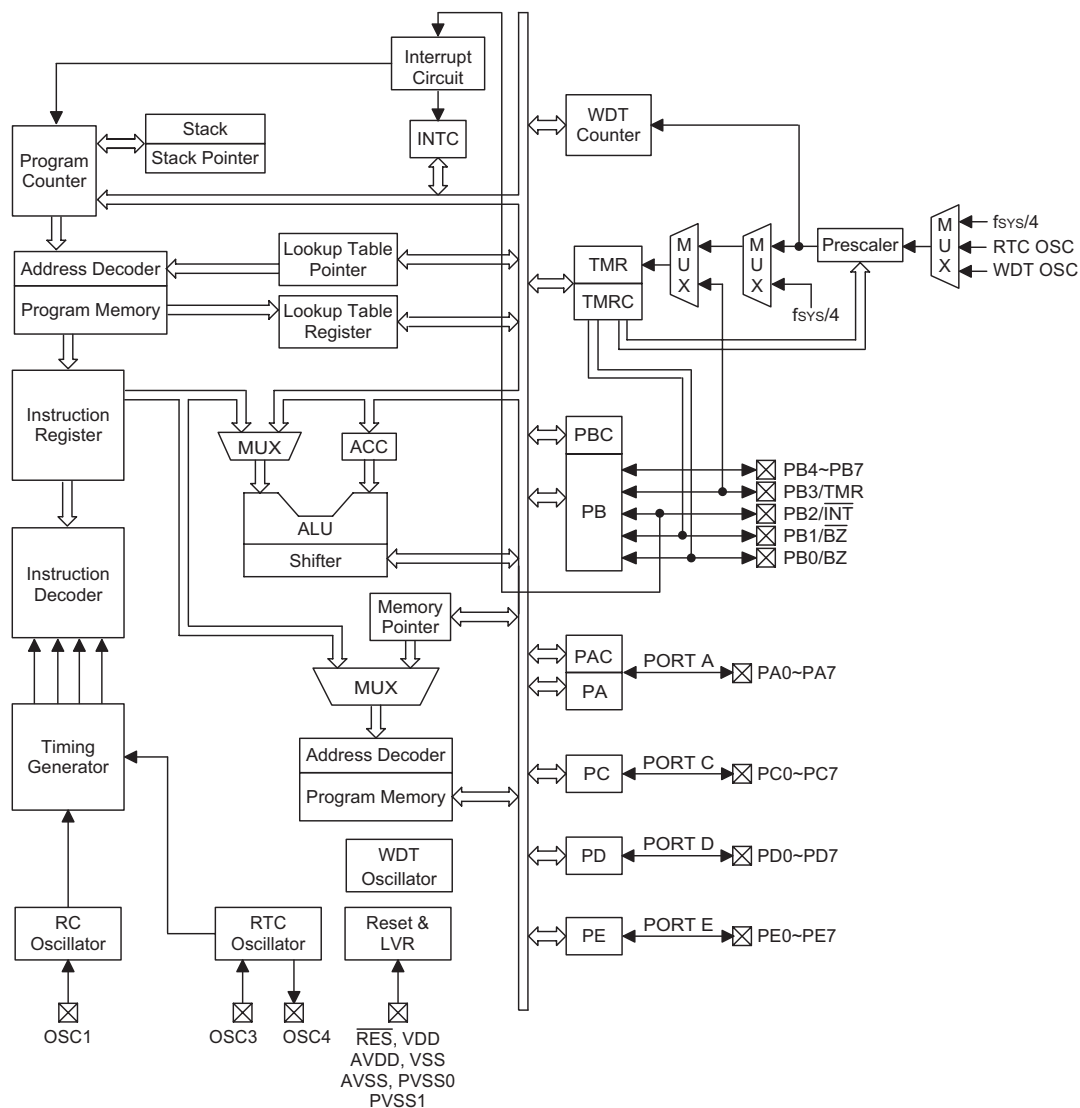 Interrupt
Circuit
INTC
Stack
Stack Pointer
Program
Counter
Address Decoder
Program Memory
Lookup Table
Pointer
Lookup Table
Register
Instruction
Register
MUX
ACC
ALU
Shifter
Instruction
Decoder
Memory
Pointer
MUX
Address Decoder
Program Memory
Timing
Generator
WDT
Oscillator
RC
Oscillator
RTC
Oscillator
Reset &
LVR
OSC1
OSC3
OSC4
R̅E̅S̅, VDD
AVDD, VSS
AVSS, PVSS0
PVSS1
WDT
Counter
TMR
TMRC
M
U
X
M
U
X
fSYS/4
Prescaler
M
U
X
fSYS/4
RTC OSC
WDT OSC
PBC
PB
PB4~PB7
PB3/TMR
PB2/I̅N̅T̅
PB1/B̅Z̅
PB0/BZ
PAC
PA
PORT A
PA0~PA7
PC
PORT C
PC0~PC7
PD
PORT D
PD0~PD7
PE
PORT E
PE0~PE7